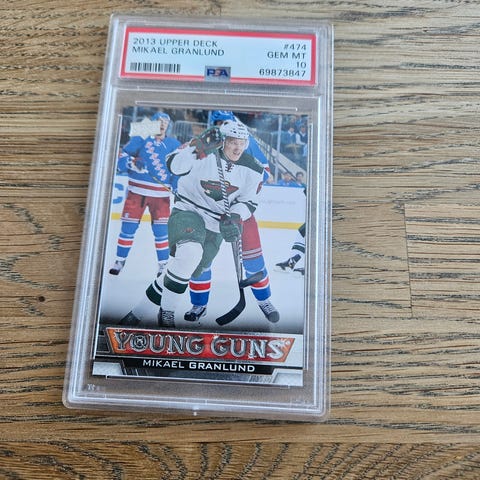 2013 UPPER DECK #474
MIKAEL GRANLUND GEM MT
10
PSA 69873847
YOUNG GUNS
MIKAEL GRANLUND